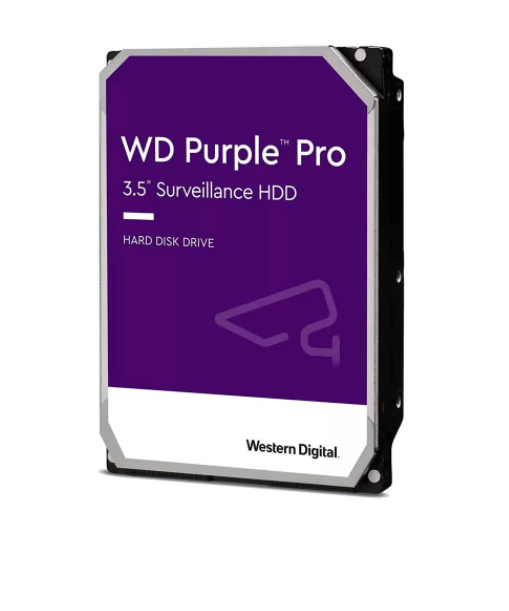 WD Purple™ Pro
3.5" Surveillance HDD
HARD DISK DRIVE
Western Digital.